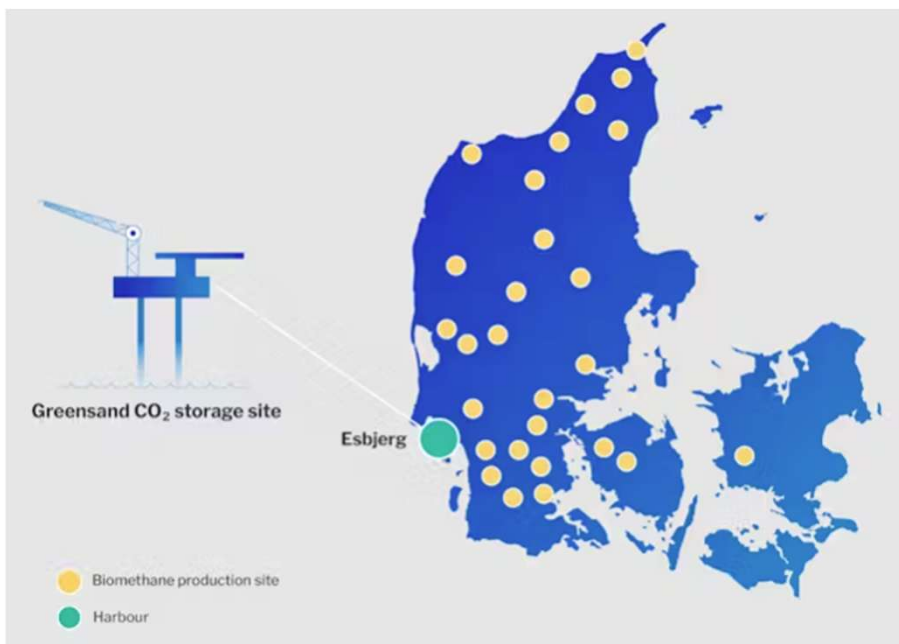 Greensand CO₂ storage site
Esbjerg
Biomethane production site
Harbour